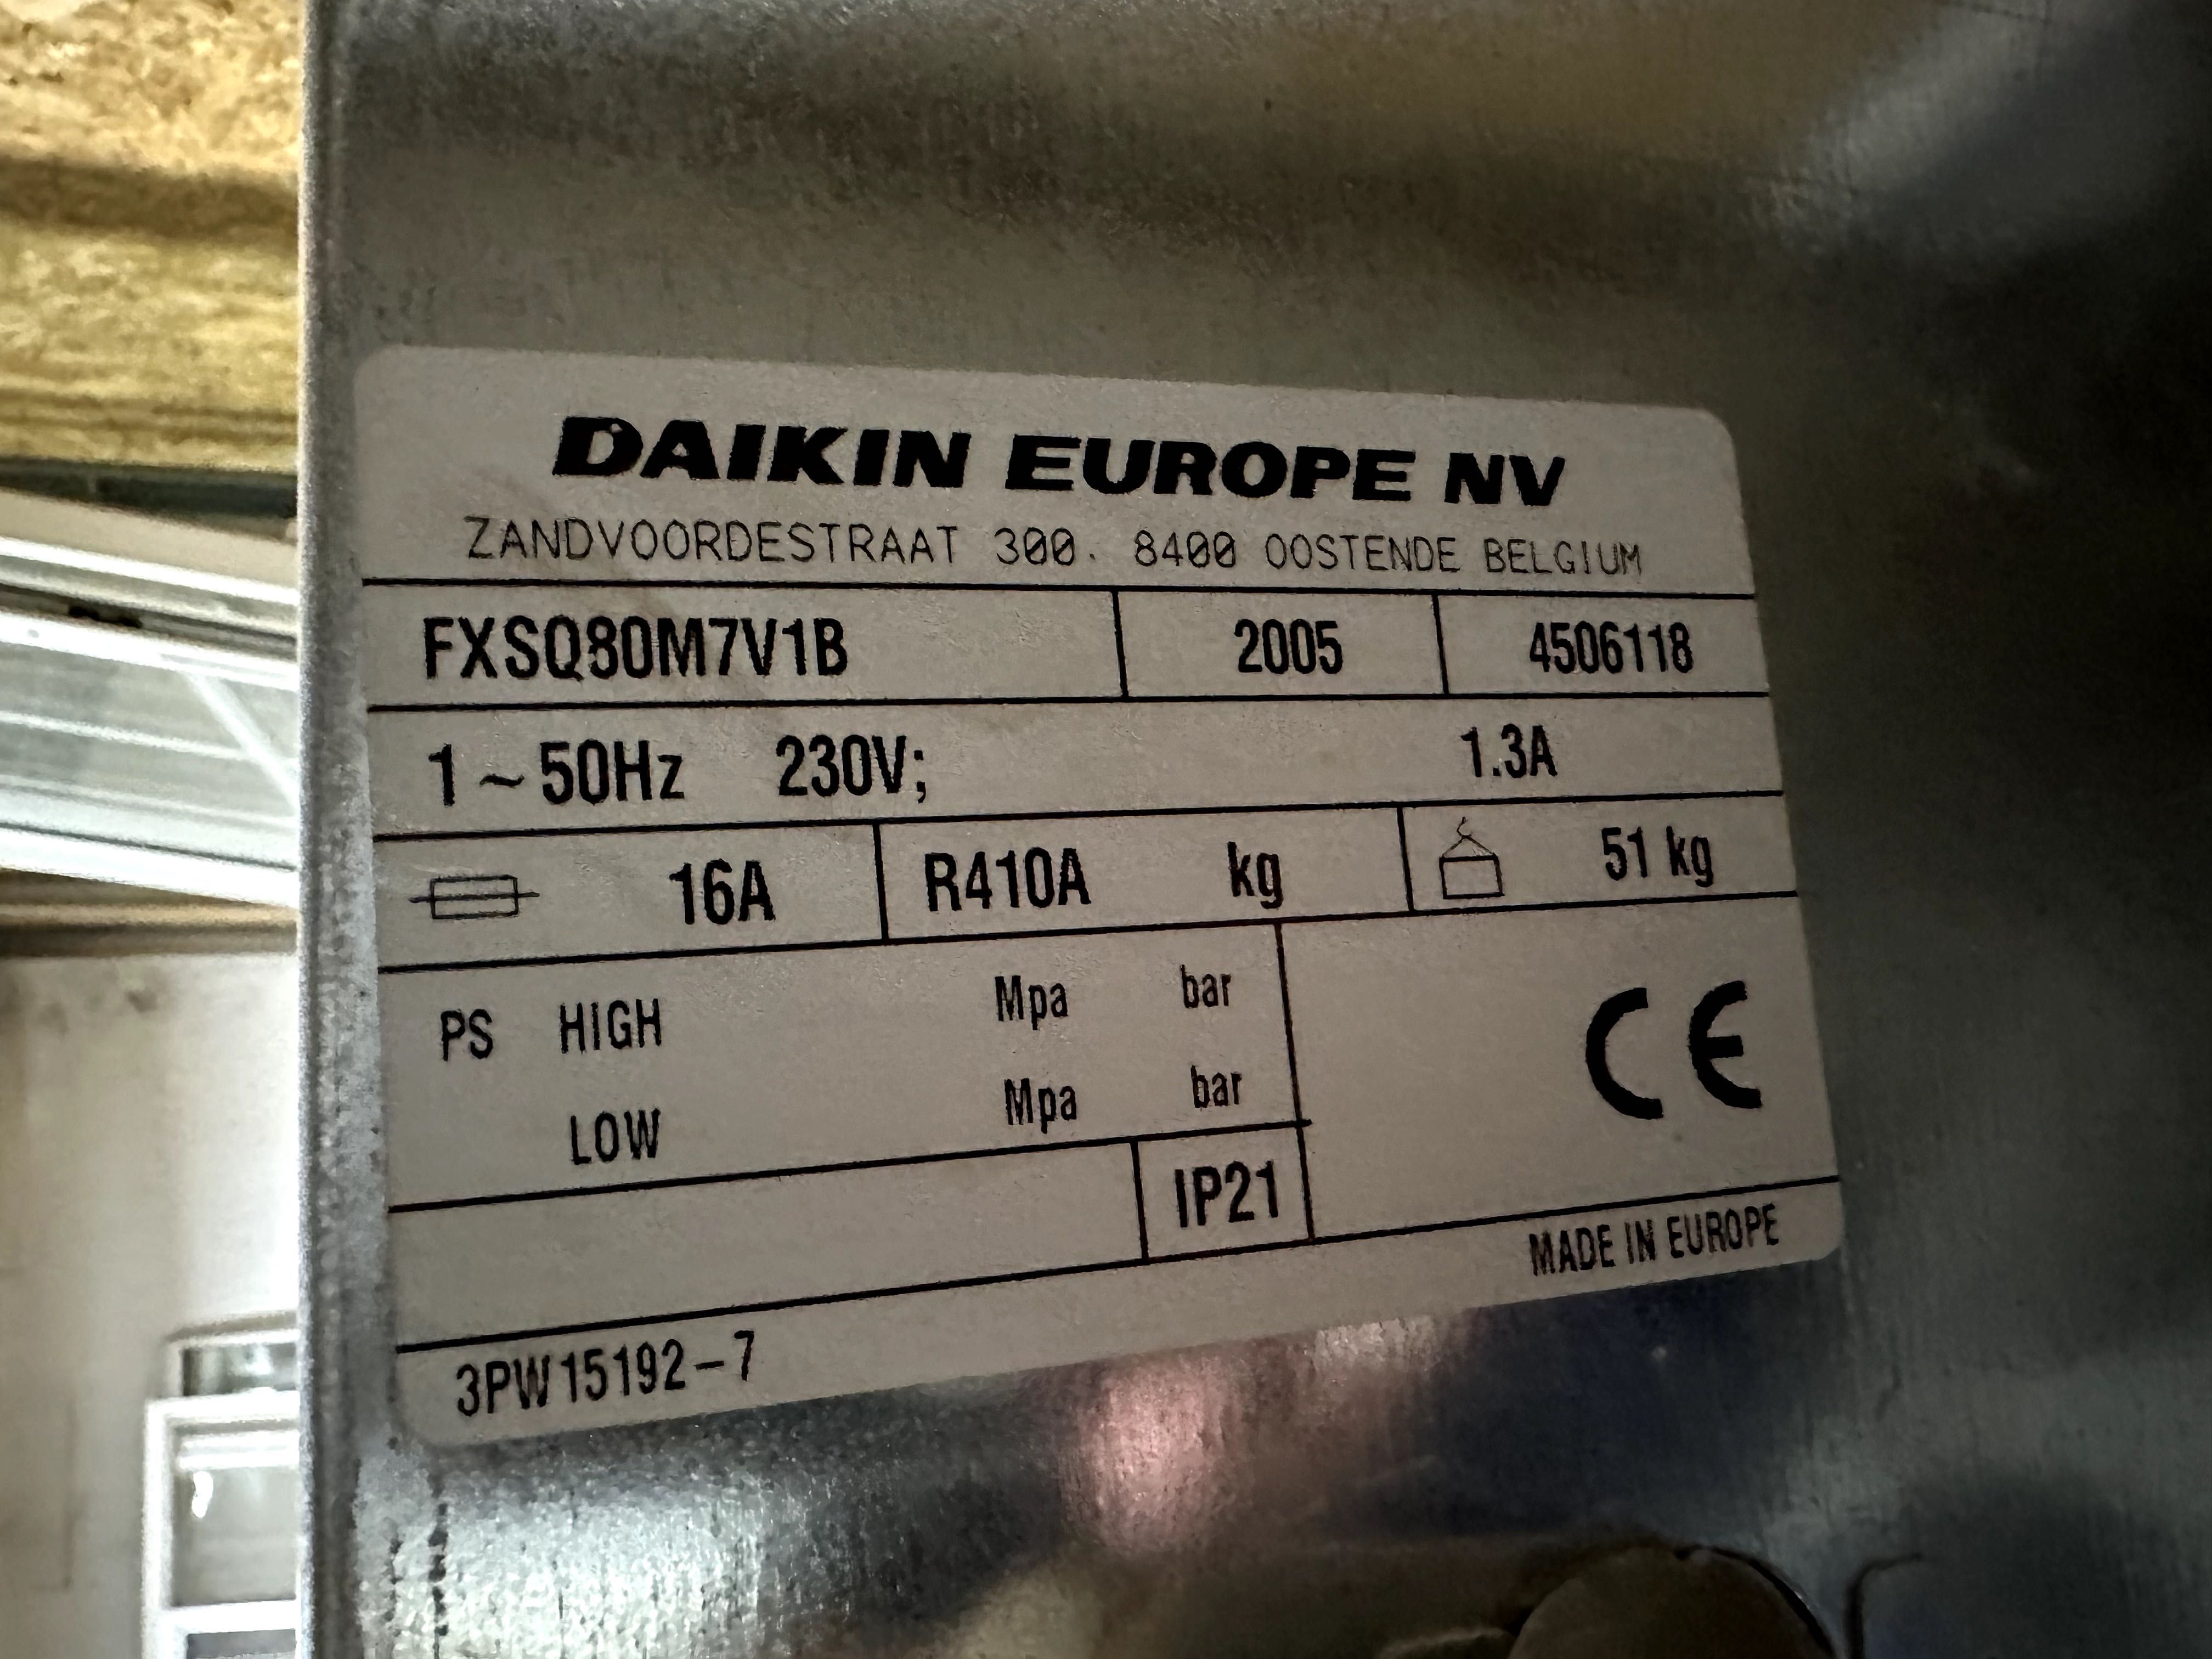 DAIKIN EUROPE NV
ZANDVOORDESTRAAT 300. 8400 OOSTENDE BELGIUM
FXSQ80M7V1B 2005 4506118
1~50Hz 230V; 1.3A
16A R410A kg 51 kg
PS HIGH Mpa bar
LOW Mpa bar
CE
IP21
MADE IN EUROPE
3PW15192-7